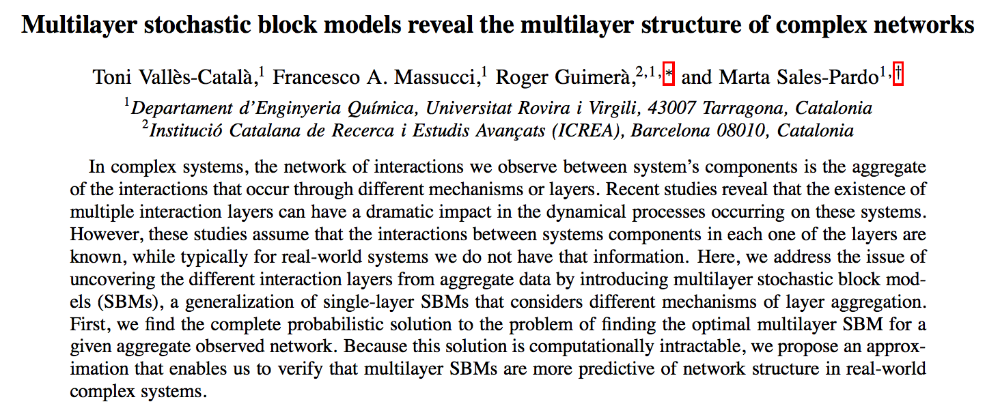 Multilayer stochastic block models reveal the multilayer structure of complex networks
Toni Vallès-Català,1 Francesco A. Massucci,1 Roger Guimerà,2,1,* and Marta Sales-Pardo1,†
1Departament d'Enginyeria Química, Universitat Rovira i Virgili, 43007 Tarragona, Catalonia
2Institució Catalana de Recerca i Estudis Avançats (ICREA), Barcelona 08010, Catalonia
In complex systems, the network of interactions we observe between system's components is the aggregate
of the interactions that occur through different mechanisms or layers. Recent studies reveal that the existence of
multiple interaction layers can have a dramatic impact in the dynamical processes occurring on these systems.
However, these studies assume that the interactions between systems components in each one of the layers are
known, while typically for real-world systems we do not have that information. Here, we address the issue of
uncovering the different interaction layers from aggregate data by introducing multilayer stochastic block mod-
els (SBMs), a generalization of single-layer SBMs that considers different mechanisms of layer aggregation.
First, we find the complete probabilistic solution to the problem of finding the optimal multilayer SBM for a
given aggregate observed network. Because this solution is computationally intractable, we propose an approx-
imation that enables us to verify that multilayer SBMs are more predictive of network structure in real-world
complex systems.